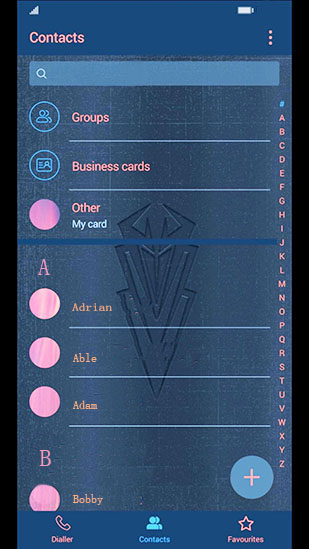 Contacts
Groups
Business cards
Other
My card
A
Adrian
Able
Adam
B
Bobby
#
A
B
C
D
E
F
G
H
I
J
K
L
M
N
O
P
Q
R
S
T
U
V
W
X
Y
Z
Dialler
Contacts
Favourites